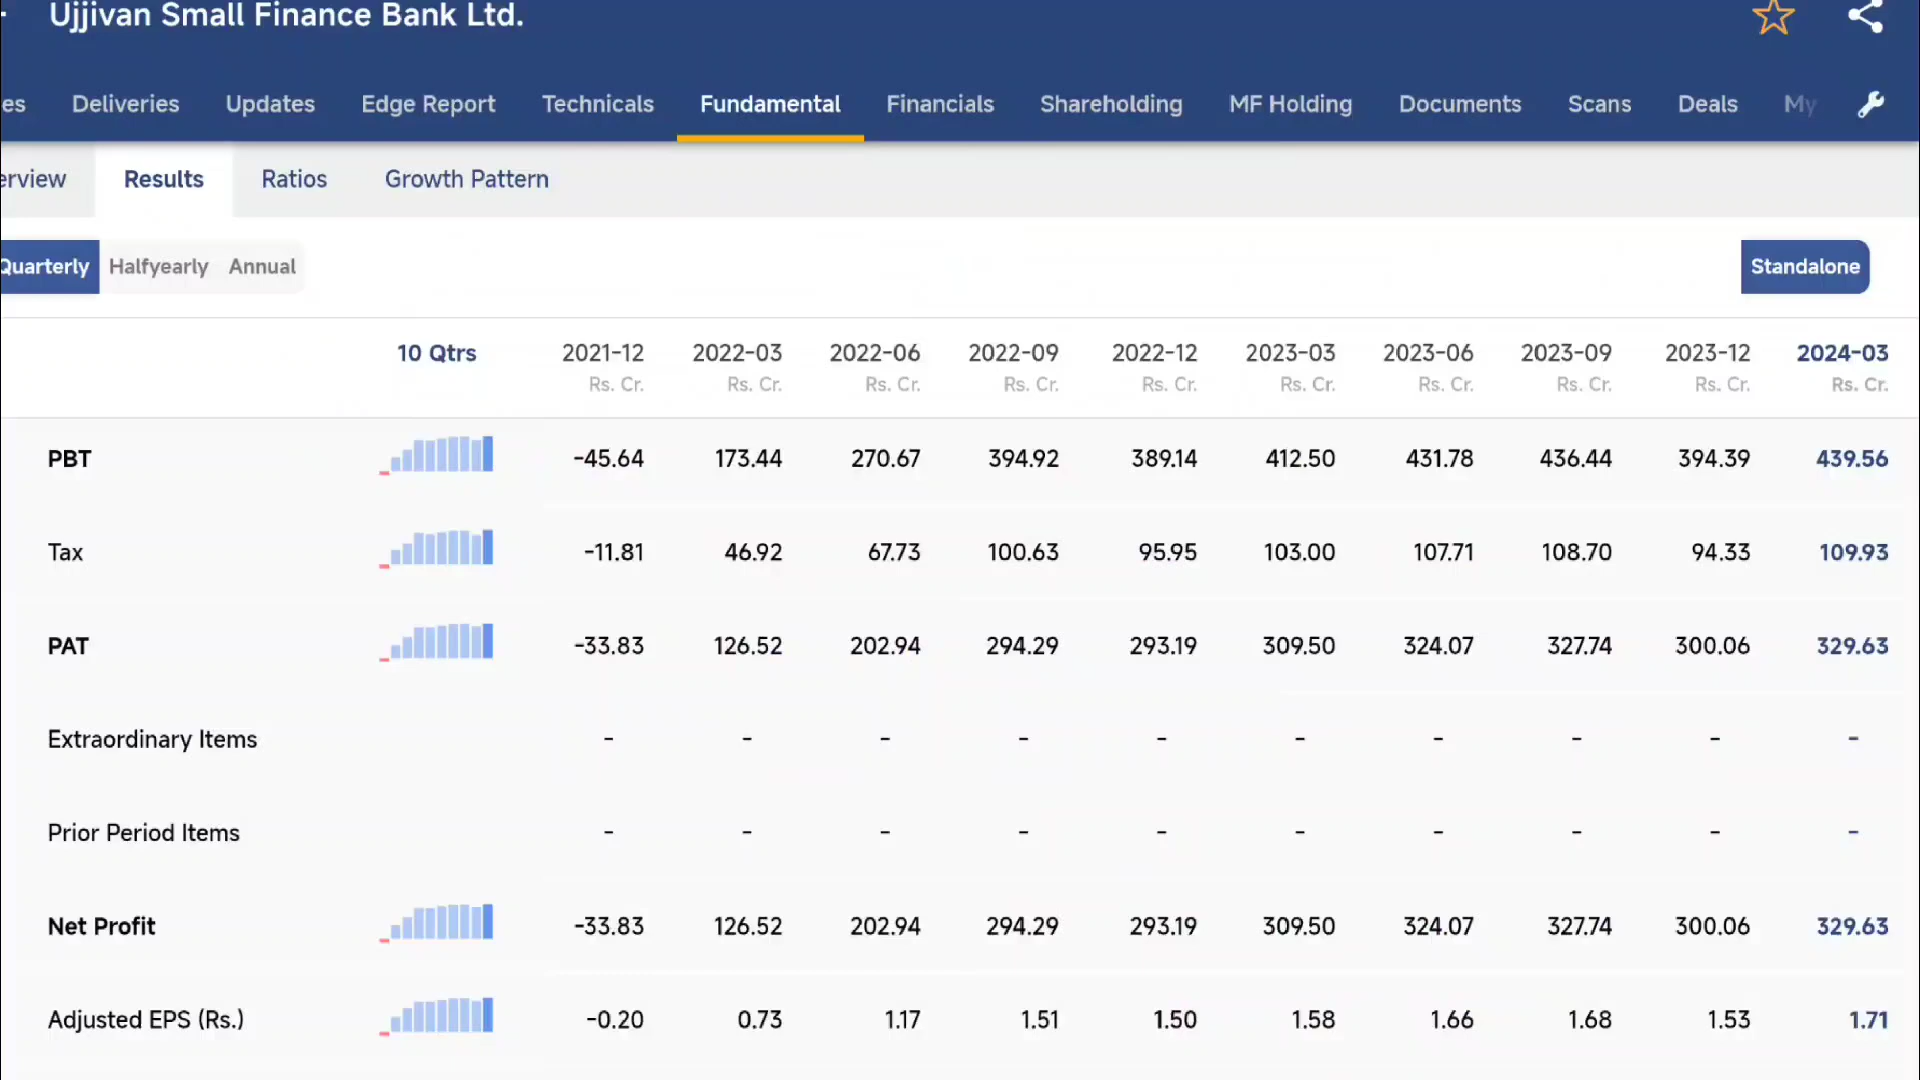 Ujjivan Small Finance Bank Ltd.
es Deliveries Updates Edge Report Technicals Fundamental Financials Shareholding MF Holding Documents Scans Deals My
erview Results Ratios Growth Pattern
Quarterly Halfyearly Annual Standalone
10 Qtrs 2021-12 2022-03 2022-06 2022-09 2022-12 2023-03 2023-06 2023-09 2023-12 2024-03
Rs. Cr. Rs. Cr. Rs. Cr. Rs. Cr. Rs. Cr. Rs. Cr. Rs. Cr. Rs. Cr. Rs. Cr. Rs. Cr.
PBT -45.64 173.44 270.67 394.92 389.14 412.50 431.78 436.44 394.39 439.56
Tax -11.81 46.92 67.73 100.63 95.95 103.00 107.71 108.70 94.33 109.93
PAT -33.83 126.52 202.94 294.29 293.19 309.50 324.07 327.74 300.06 329.63
Extraordinary Items - - - - - - - - - -
Prior Period Items - - - - - - - - - -
Net Profit -33.83 126.52 202.94 294.29 293.19 309.50 324.07 327.74 300.06 329.63
Adjusted EPS (Rs.) -0.20 0.73 1.17 1.51 1.50 1.58 1.66 1.68 1.53 1.71